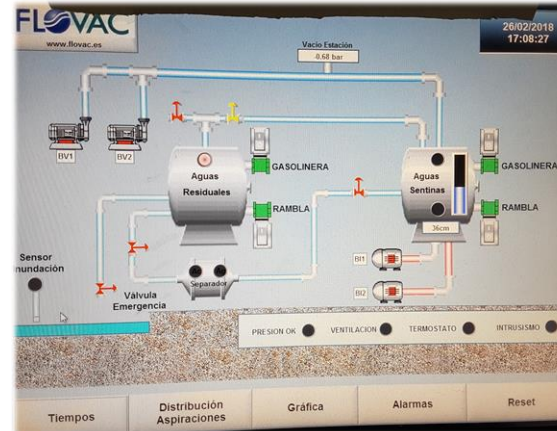 FLOVAC
www.flovac.es
26/02/2018
17:08:27
Vacio Estación
-0.68 bar
BV1
BV2
Aguas
Residuales
GASOLINERA
RAMBLA
Aguas
Sentinas
GASOLINERA
RAMBLA
36cm
BI1
BI2
Separador
Sensor
Inundación
Válvula
Emergencia
PRESION OK
VENTILACION
TERMOSTATO
INTRUSISMO
Tiempos
Distribución
Aspiraciones
Gráfica
Alarmas
Reset